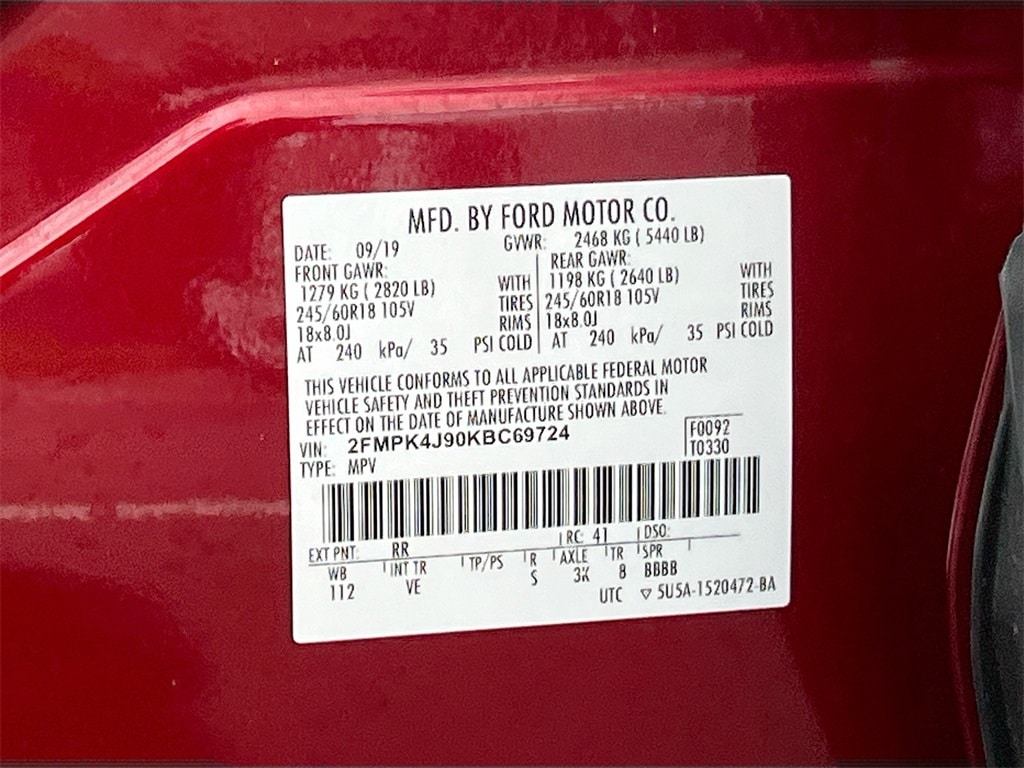 MFD. BY FORD MOTOR CO.
DATE: 09/19 GVWR: 2468 KG ( 5440 LB)
FRONT GAWR: REAR GAWR:
1279 KG ( 2820 LB) WITH 1198 KG ( 2640 LB) WITH
245/60R18 105V TIRES 245/60R18 105V TIRES
18x8.0J RIMS 18x8.0J RIMS
AT 240 kPa/ 35 PSI COLD AT 240 kPa/ 35 PSI COLD
THIS VEHICLE CONFORMS TO ALL APPLICABLE FEDERAL MOTOR
VEHICLE SAFETY AND THEFT PREVENTION STANDARDS IN
EFFECT ON THE DATE OF MANUFACTURE SHOWN ABOVE.
VIN: 2FMPK4J90KBC69724 F0092
TYPE: MPV T0330
EXT PNT: RR RC: 41 DSO:
WB INT TR TP/PS R AXLE TR SPR
112 VE S 3K 8 BBBB
UTC ▽ 5U5A-1520472-BA